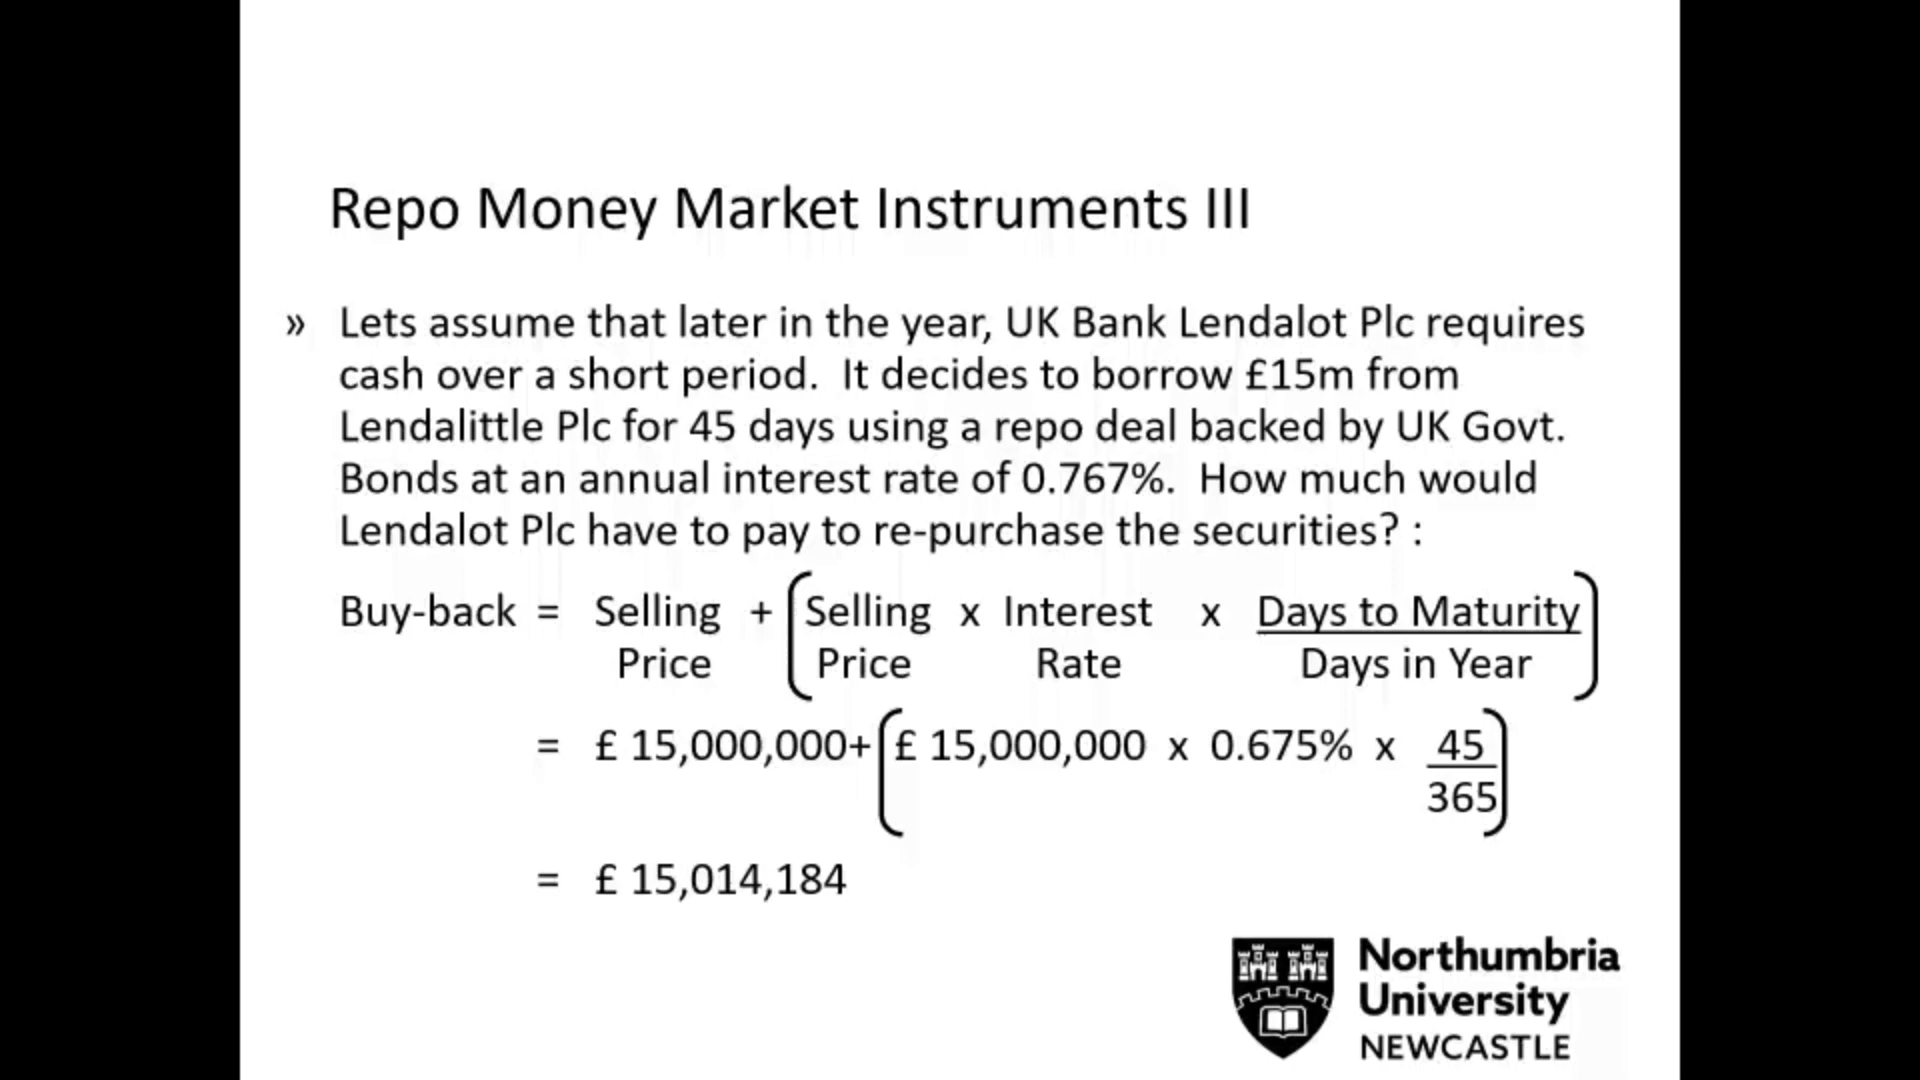 Repo Money Market Instruments III
» Lets assume that later in the year, UK Bank Lendalot Plc requires
cash over a short period. It decides to borrow £15m from
Lendalittle Plc for 45 days using a repo deal backed by UK Govt.
Bonds at an annual interest rate of 0.767%. How much would
Lendalot Plc have to pay to re-purchase the securities? :
Buy-back = Selling + (Selling x Interest x Days to Maturity)
Price Price Rate Days in Year
= £ 15,000,000+ (£ 15,000,000 x 0.675% x 45)
365
= £ 15,014,184
Northumbria
University
NEWCASTLE